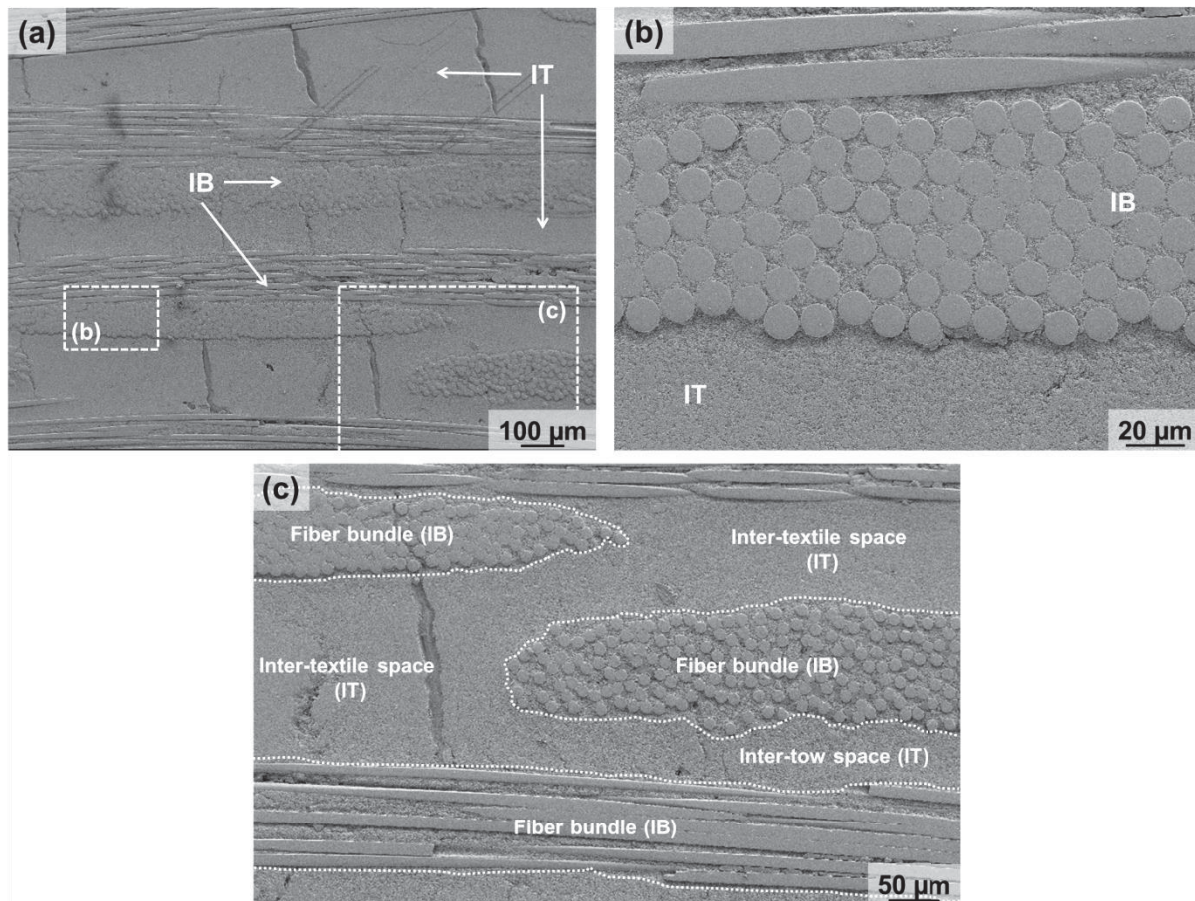 (a)
IT
IB
(b)
(c)
100 µm
(b)
IB
IT
20 µm
(c)
Fiber bundle (IB)
Inter-textile space
(IT)
Inter-textile space
(IT)
Fiber bundle (IB)
Inter-tow space (IT)
Fiber bundle (IB)
50 µm